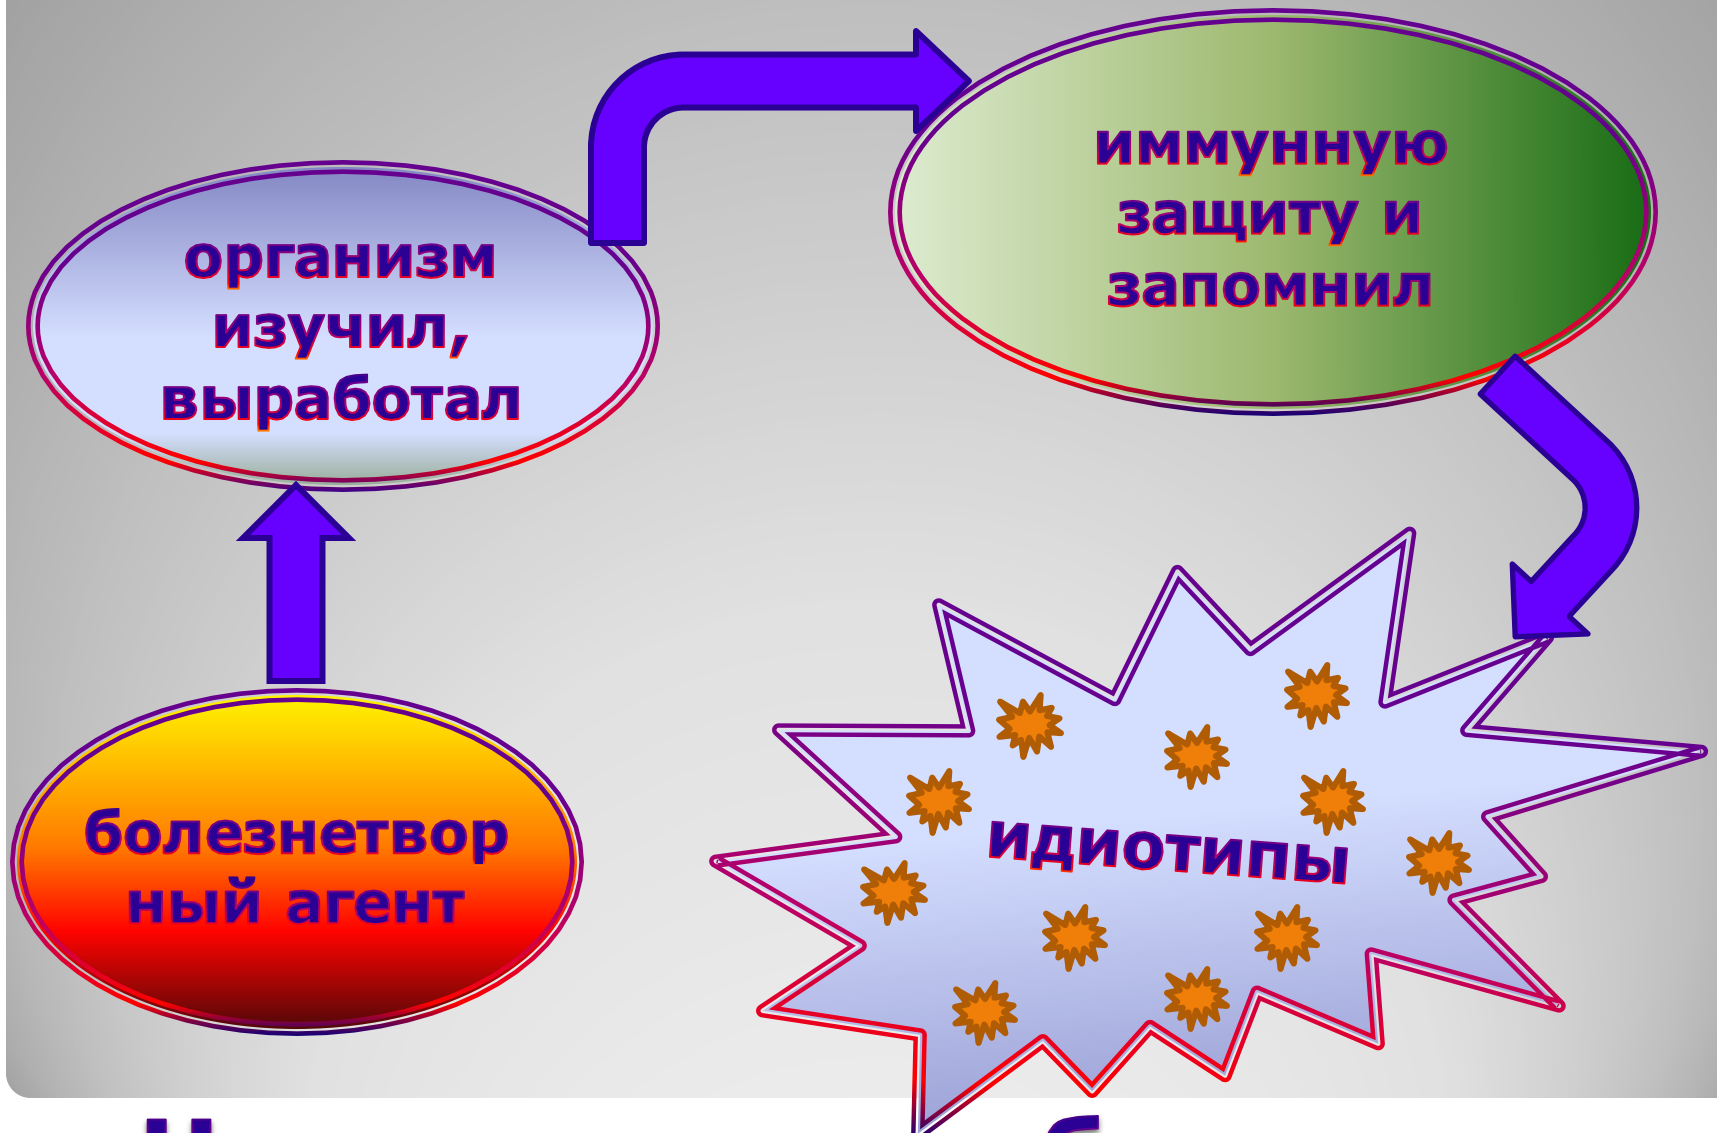 болезнетвор
ный агент
организм
изучил,
выработал
иммунную
защиту и
запомнил
идиотипы